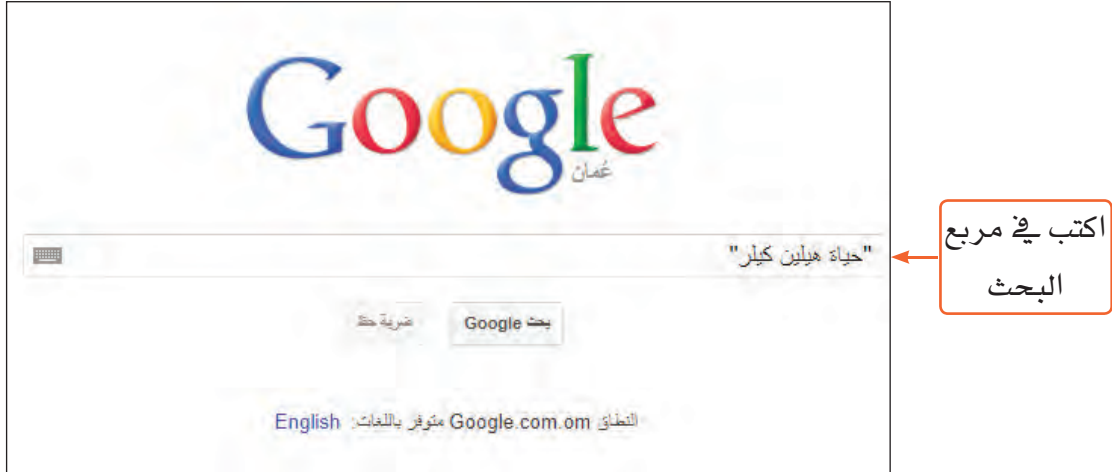 Google
عُمان
"حياة هيلين كيلر"
اكتب في مربع
البحث
بحث Google
ضربة حظ
النطاق Google.com.om متوفر باللغات: English